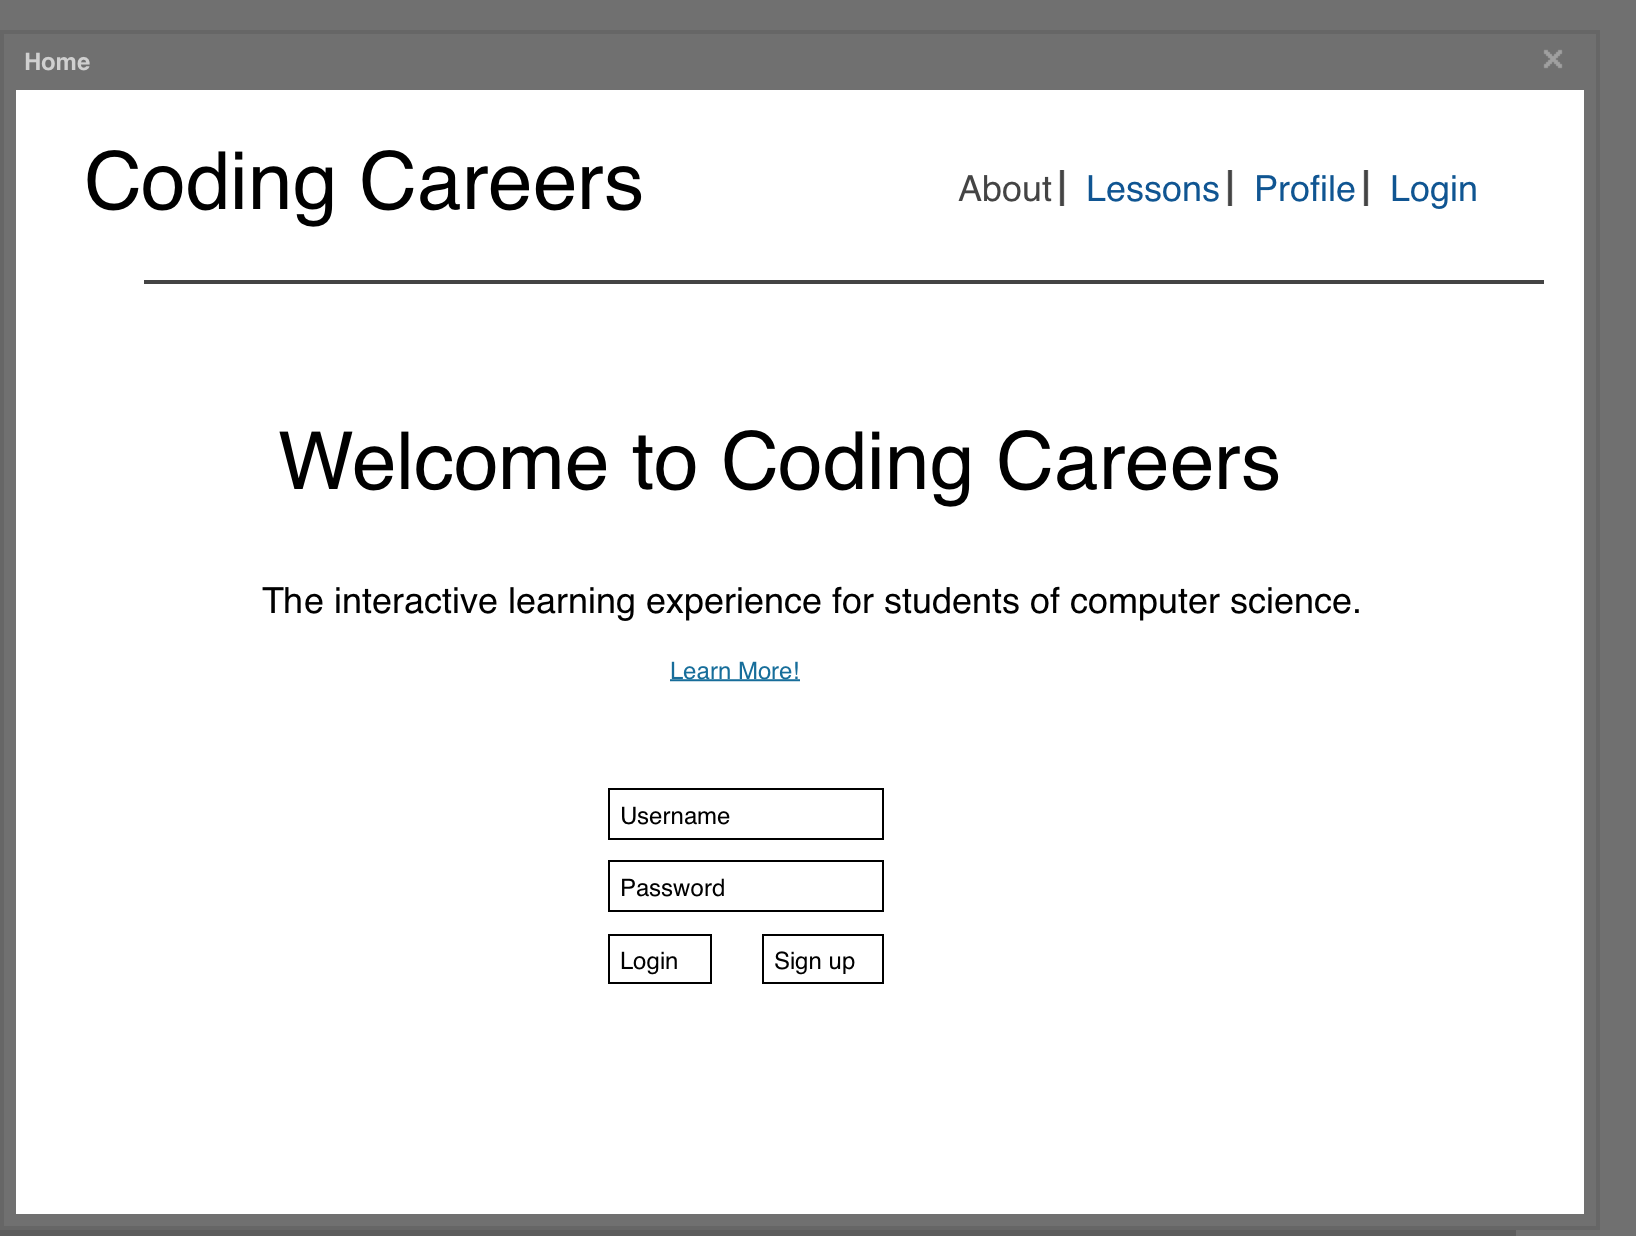 Home
Coding Careers
About| Lessons| Profile| Login
Welcome to Coding Careers
The interactive learning experience for students of computer science.
Learn More!
Username
Password
Login
Sign up